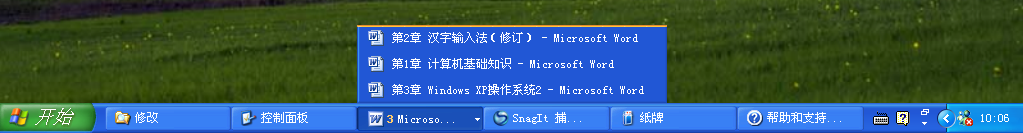 第2章 汉字输入法(修订) - Microsoft Word
第1章 计算机基础知识 - Microsoft Word
第3章 Windows XP操作系统2 - Microsoft Word
开始 修改 控制面板 3 Microso... SnagIt 捕... 纸牌 帮助和支持... 10:06